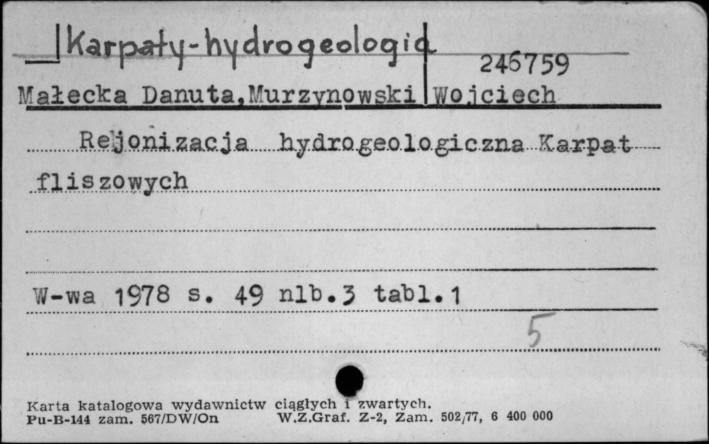 Karpaty-hydrogeologia
246759
Małecka Danuta,Murzynowski Wojciech
Rejonizacja hydrogeologiczna Karpat
fliszowych
W-wa 1978 s. 49 nlb.3 tabl.1
5
Karta katalogowa wydawnictw ciągłych i zwartych.
Pu-B-144 zam. 567/DW/On W.Z.Graf. Z-2, Zam. 502/77, 6 400 000